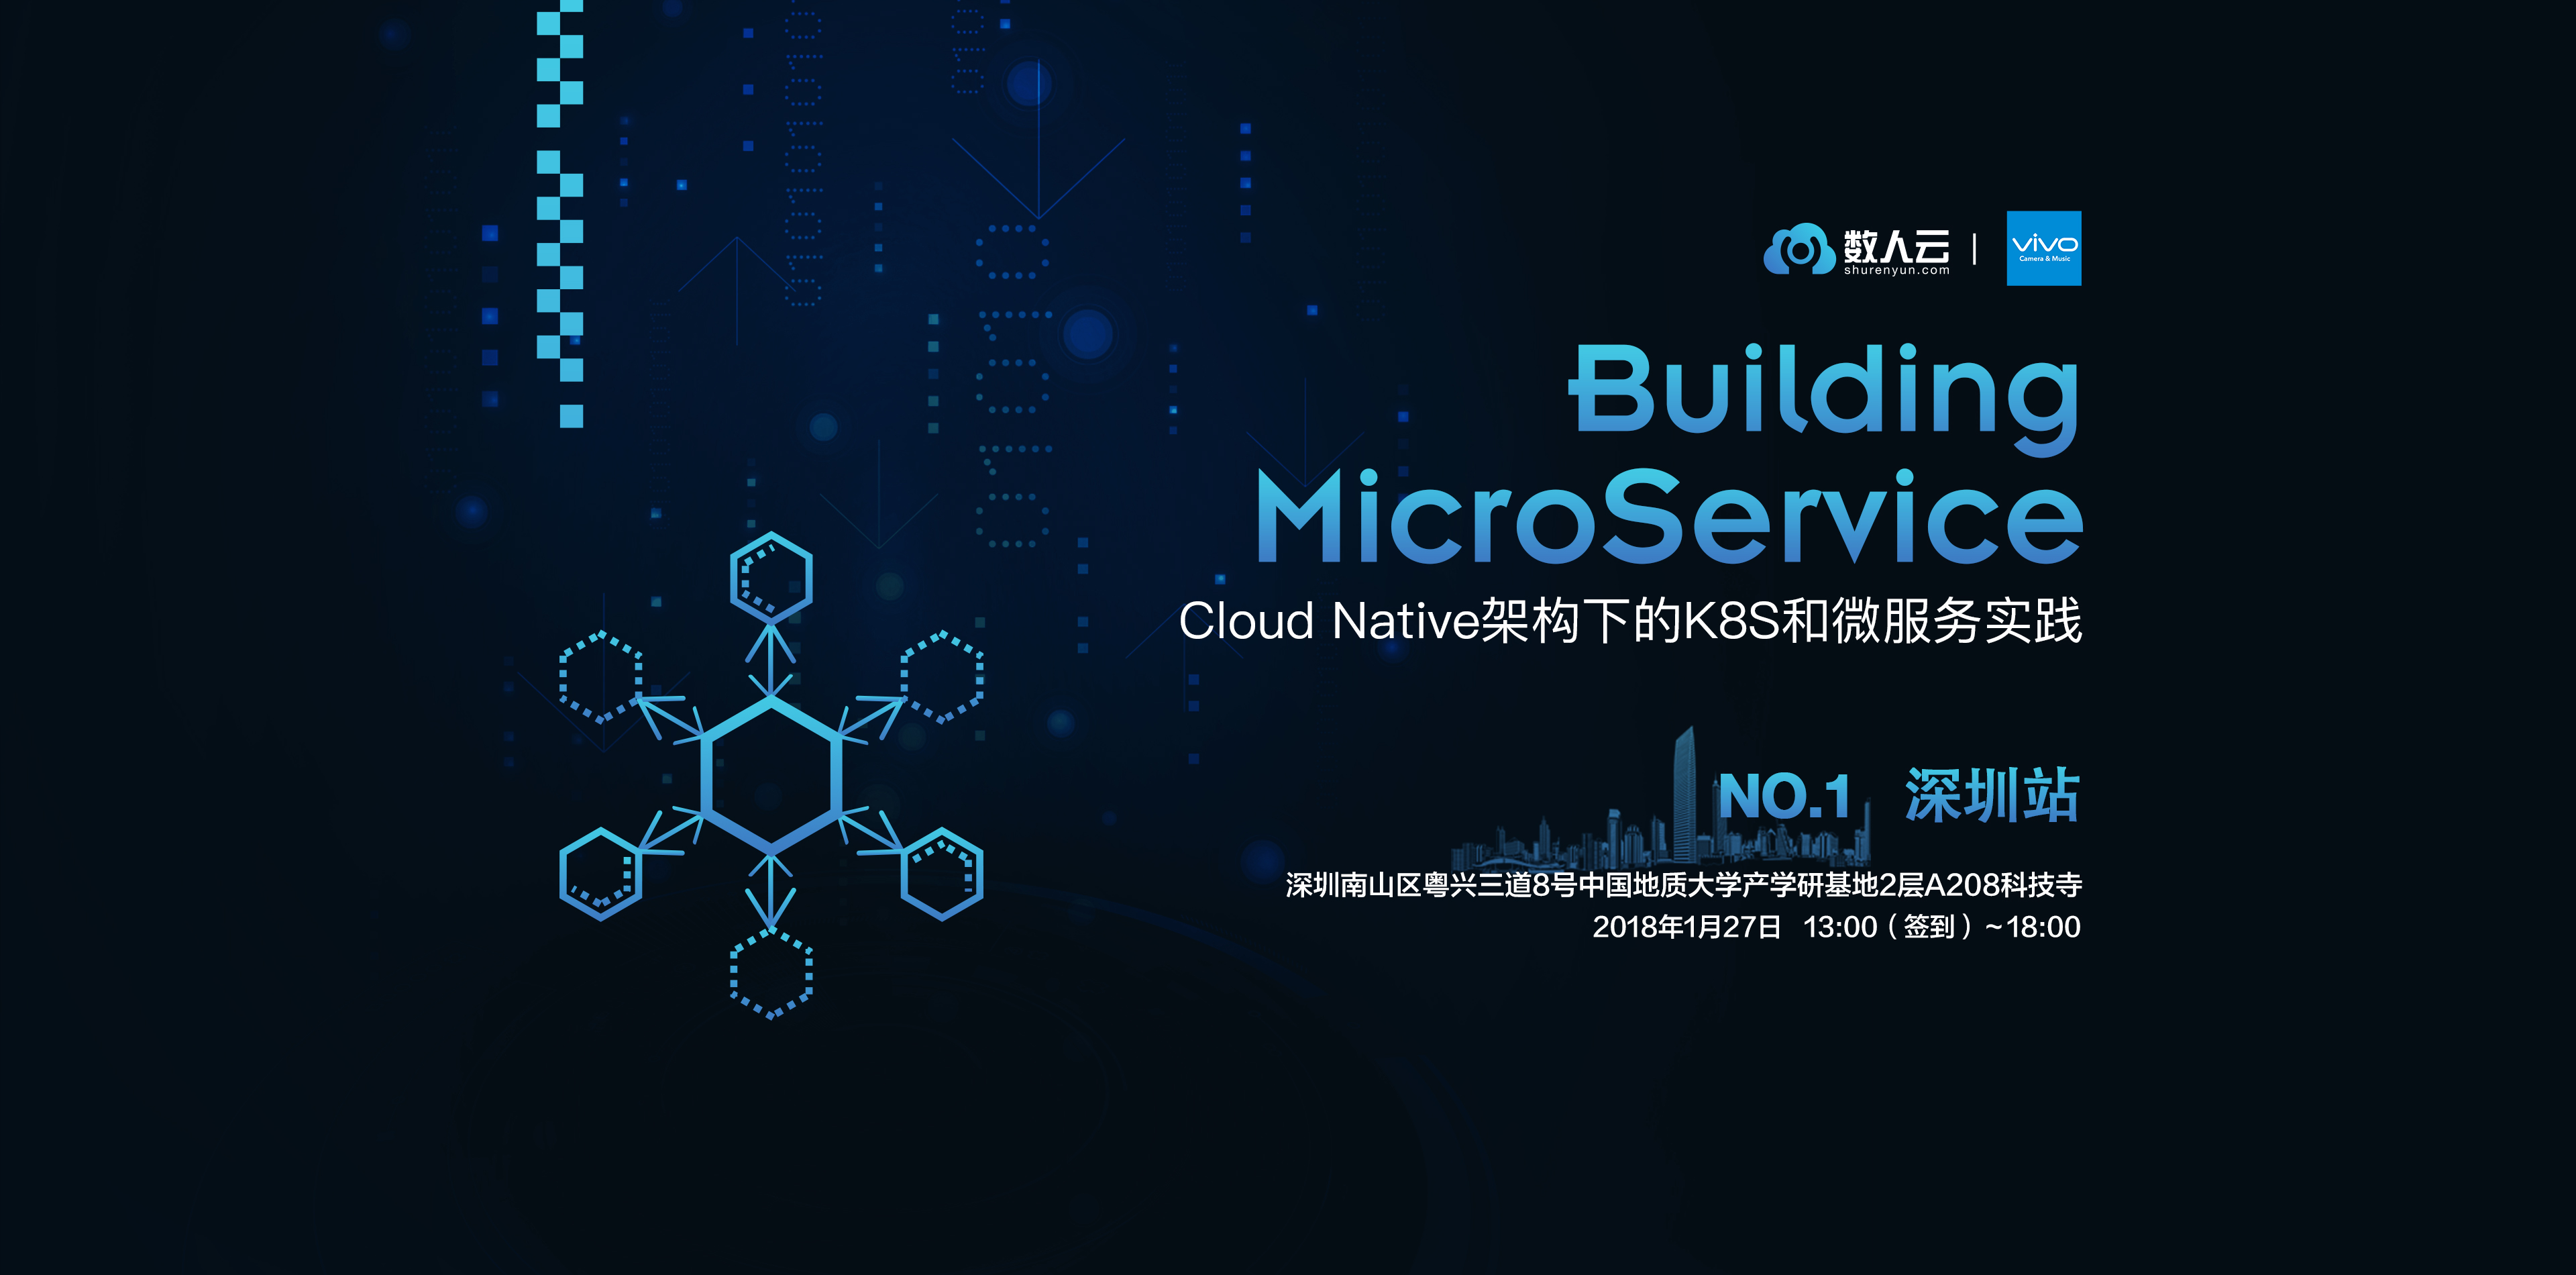 数人云
shurenyun.com
vivo
Camera & Music
Building
MicroService
Cloud Native架构下的K8S和微服务实践
NO.1 深圳站
深圳南山区粤兴三道8号中国地质大学产学研基地2层A208科技寺
2018年1月27日 13:00（签到）~18:00